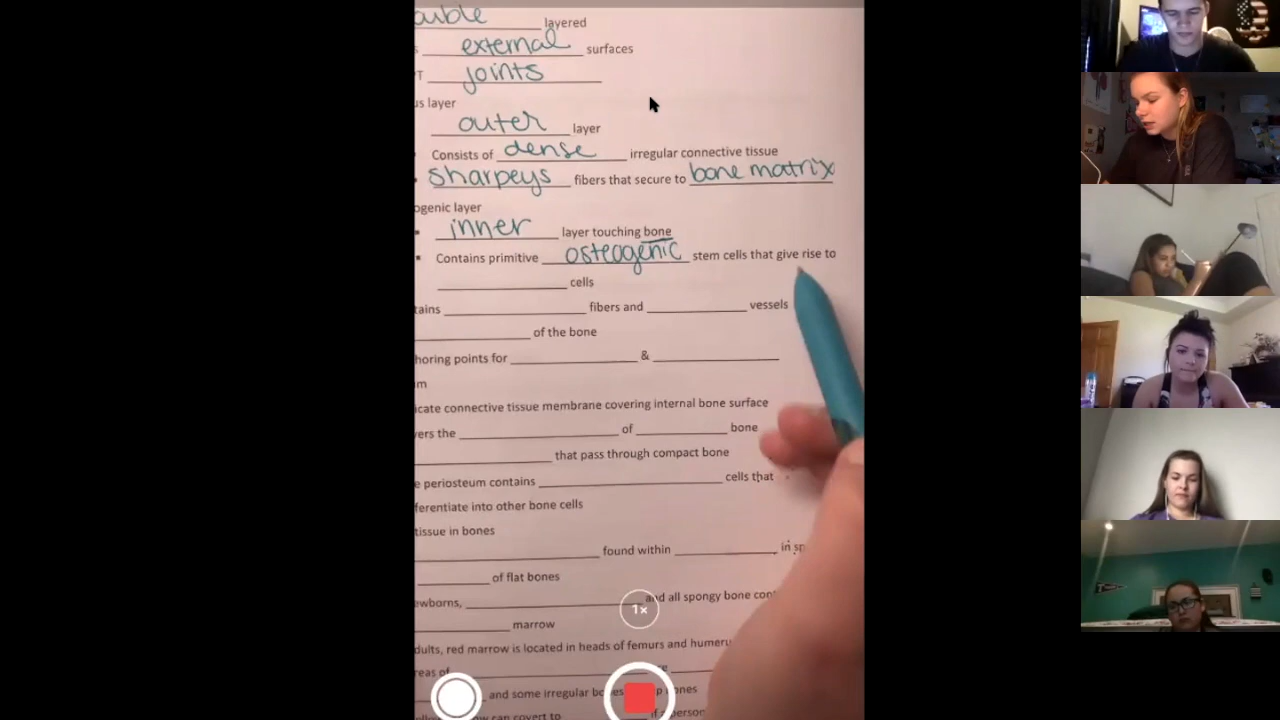 layered
external surfaces
joints
us layer
outer layer
Consists of dense irregular connective tissue
sharpeys fibers that secure to bone matrix
ogenic layer
inner layer touching bone
Contains primitive osteogenic stem cells that give rise to
cells
tains fibers and vessels
of the bone
horing points for &
m
icate connective tissue membrane covering internal bone surface
ers the of bone
that pass through compact bone
e periosteum contains cells that
ferentiate into other bone cells
tissue in bones
found within in
of flat bones
ewborns, and all spongy bone
1x
marrow
dults, red marrow is located in heads of femurs and
reas of
and some irregular